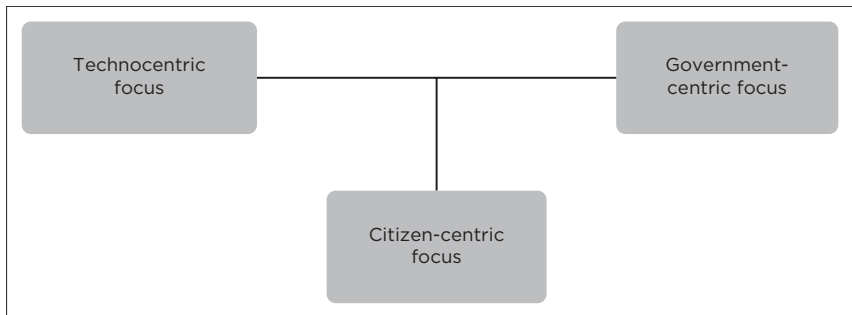 Technocentric
focus
Government-
centric focus
Citizen-centric
focus